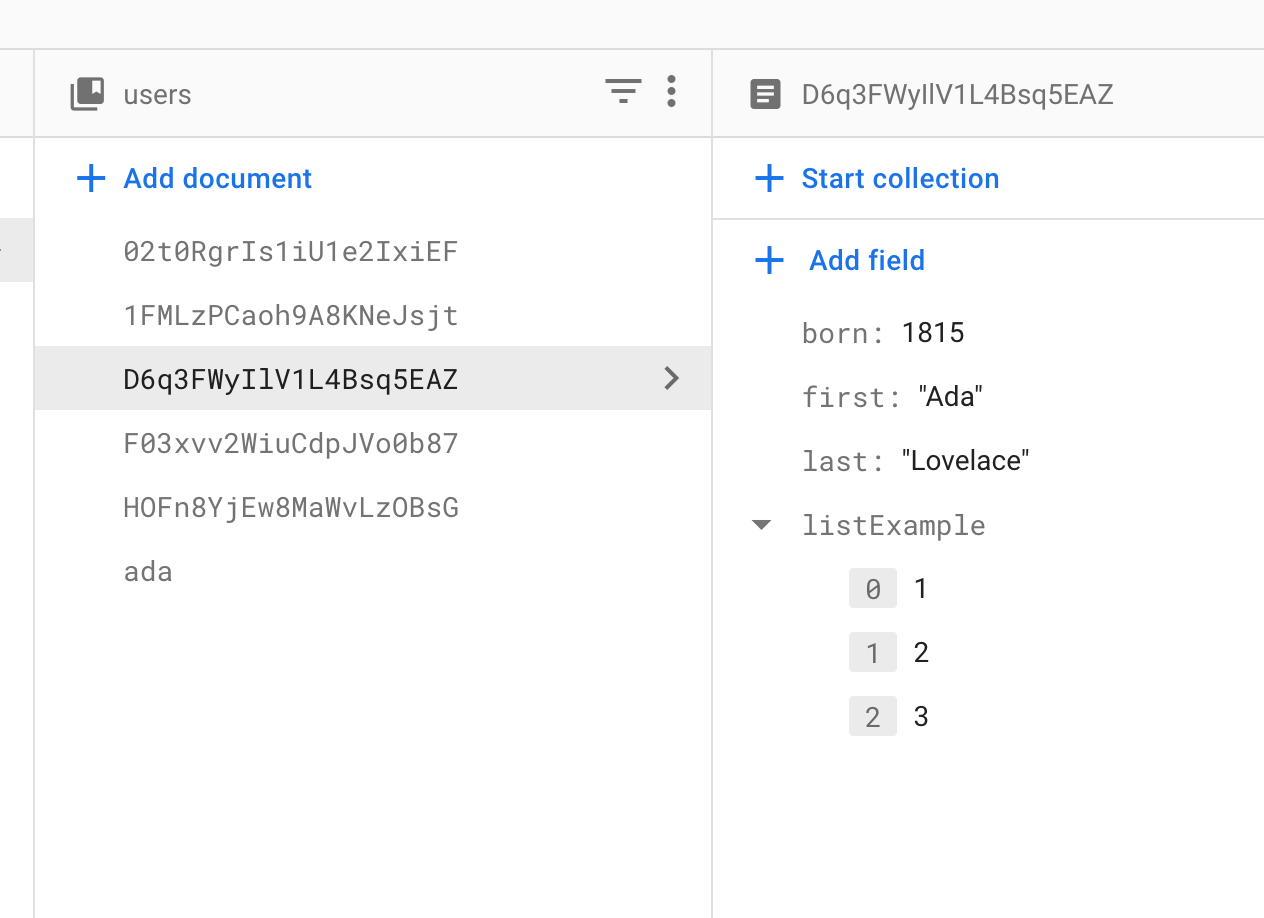 users
Add document
02t0RgrIs1iU1e2IxiEF
1FMLzPCaoh9A8KNeJsjt
D6q3FWyIlV1L4Bsq5EAZ
F03xvv2WiuCdpJVo0b87
HOFn8YjEw8MaWvLzOBsG
ada
D6q3FWyIlV1L4Bsq5EAZ
Start collection
Add field
born: 1815
first: "Ada"
last: "Lovelace"
listExample
0 1
1 2
2 3